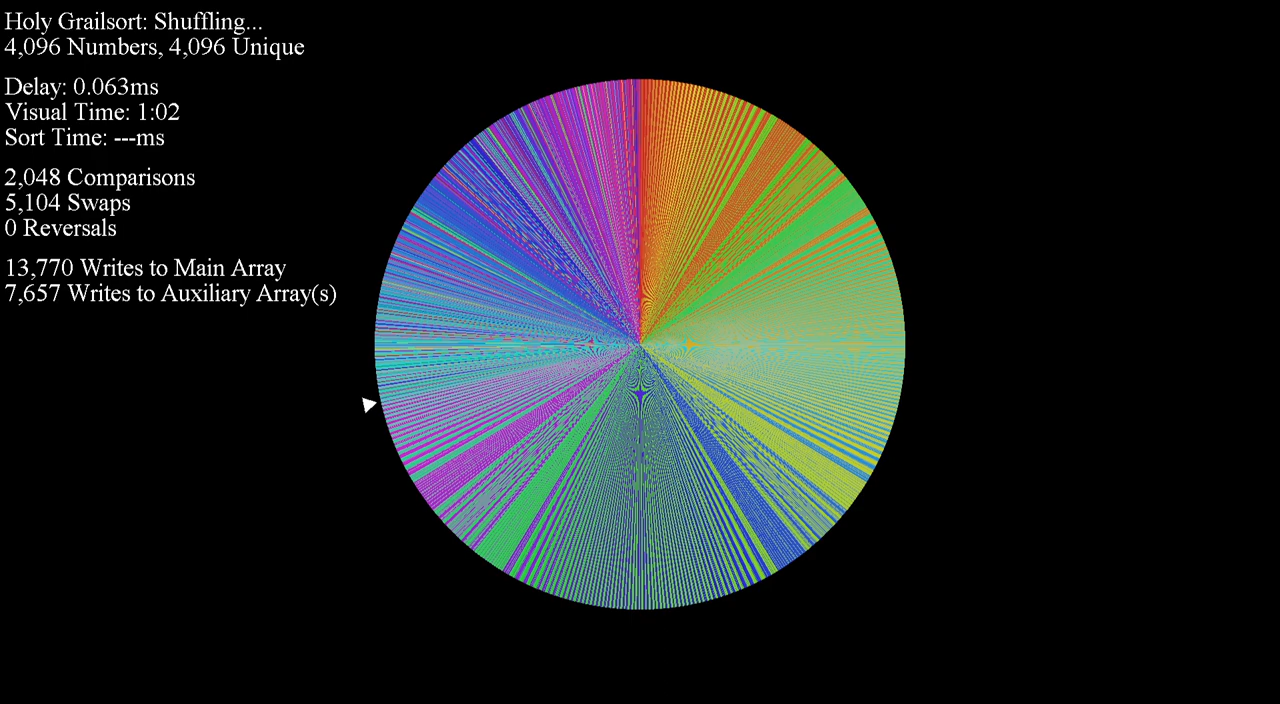 Holy Grailsort: Shuffling...
4,096 Numbers, 4,096 Unique
Delay: 0.063ms
Visual Time: 1:02
Sort Time: ---ms
2,048 Comparisons
5,104 Swaps
0 Reversals
13,770 Writes to Main Array
7,657 Writes to Auxiliary Array(s)